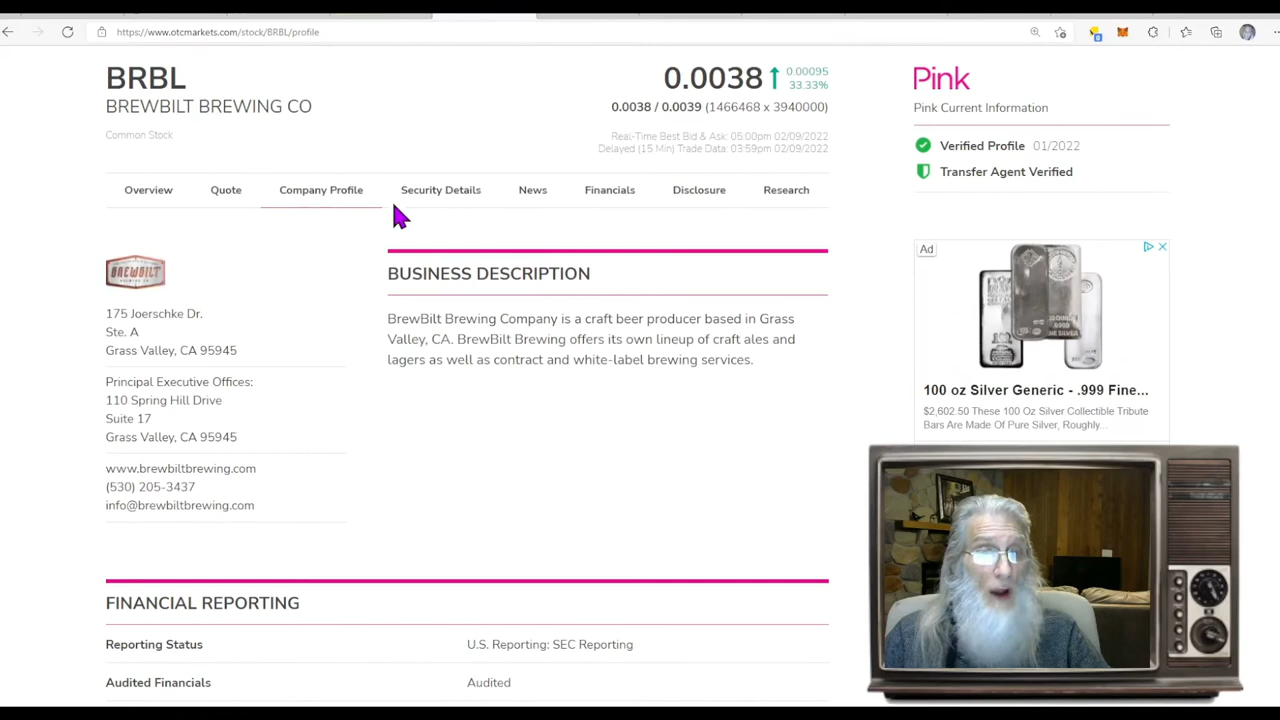 https://www.otcmarkets.com/stock/BRBL/profile
BRBL
BREWBILT BREWING CO
Common Stock
0.0038
0.00095
33.33%
0.0038 / 0.0039 (1466468 x 3940000)
Real-Time Best Bid & Ask: 05:00pm 02/09/2022
Delayed (15 Min) Trade Data: 03:59pm 02/09/2022
Pink
Pink Current Information
Verified Profile 01/2022
Transfer Agent Verified
Overview Quote Company Profile Security Details News Financials Disclosure Research
BREWBILT
175 Joerschke Dr.
Ste. A
Grass Valley, CA 95945
Principal Executive Offices:
110 Spring Hill Drive
Suite 17
Grass Valley, CA 95945
www.brewbiltbrewing.com
(530) 205-3437
info@brewbiltbrewing.com
BUSINESS DESCRIPTION
BrewBilt Brewing Company is a craft beer producer based in Grass
Valley, CA. BrewBilt Brewing offers its own lineup of craft ales and
lagers as well as contract and white-label brewing services.
Ad
100 oz Silver Generic - .999 Fine...
$2,602.50 These 100 Oz Silver Collectible Tribute
Bars Are Made Of Pure Silver, Roughly...
FINANCIAL REPORTING
Reporting Status U.S. Reporting: SEC Reporting
Audited Financials Audited